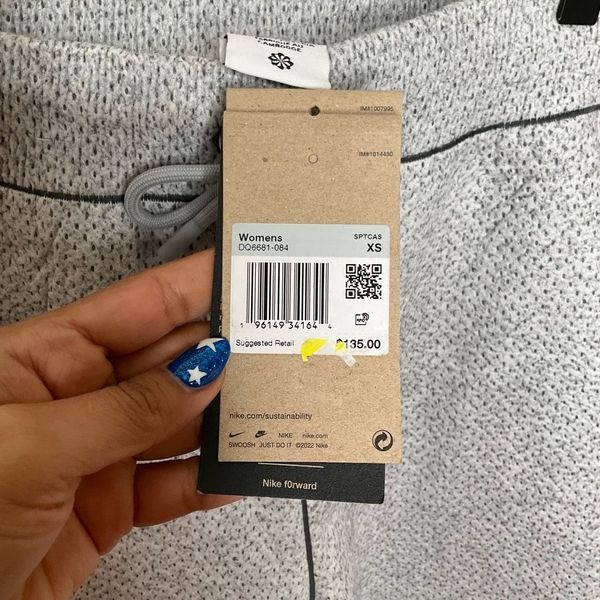 CAMBODGE
IM#1007995
IM#1014430
Womens SPTCAS
DQ6681-084 XS
1 96149 34164 4
Suggested Retail $135.00
nike.com/sustainability
NIKE nike.com
SWOOSH JUST DO IT ©2022 Nike
Nike f0rward